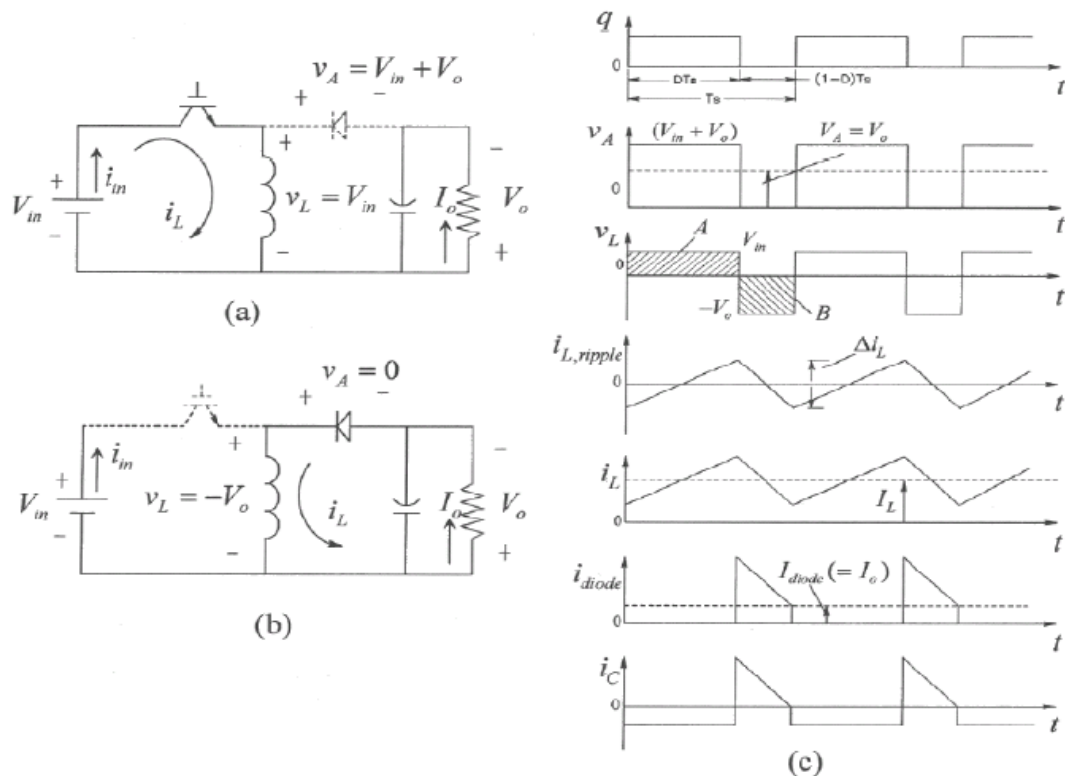 v_A = V_in + V_o
+
−
+
V_in
−
i_in
i_L
+
v_L = V_in
−
I_o
−
V_o
+
(a)
v_A = 0
+
−
+
V_in
−
i_in
+
v_L = −V_o
−
i_L
I_o
−
V_o
+
(b)
q
0
DTs
(1-D)Ts
Ts
t
v_A
(V_in + V_o)
V_A = V_o
0
t
v_L
A
V_in
0
−V_o
B
t
i_L,ripple
Δi_L
0
t
i_L
I_L
0
t
i_diode
I_diode (= I_o)
0
t
i_C
0
t
(c)